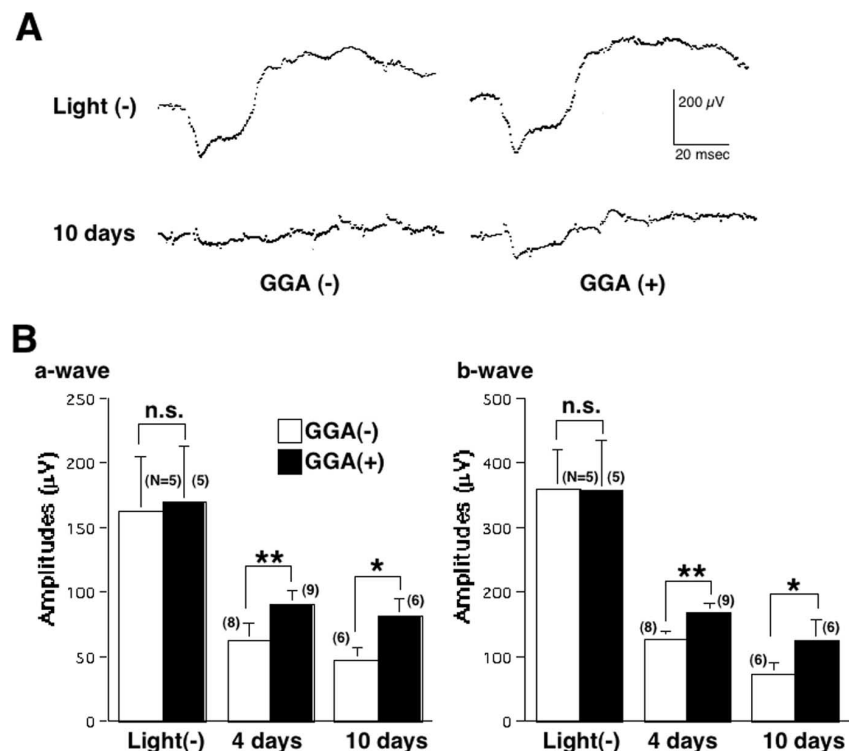 A
Light (-)
200 µV
20 msec
10 days
GGA (-)
GGA (+)
B
a-wave
b-wave
250
200
150
100
50
0
Amplitudes (µV)
n.s.
(N=5)
(5)
GGA(-)
GGA(+)
**
(8)
(9)
*
(6)
(6)
Light(-)
4 days
10 days
500
400
300
200
100
0
Amplitudes (µV)
n.s.
(N=5)
(5)
**
(8)
(9)
*
(6)
(6)
Light(-)
4 days
10 days